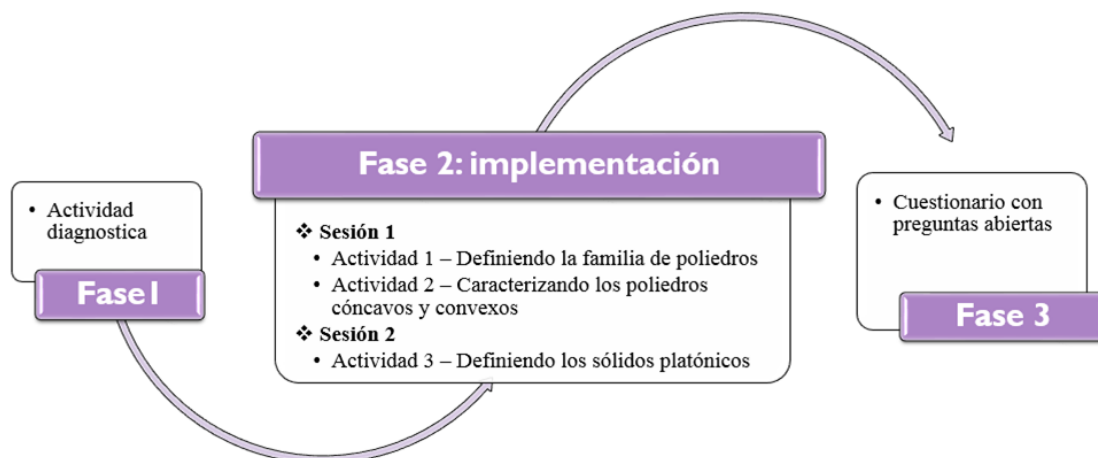 • Actividad
diagnostica
Fase1
Fase 2: implementación
❖ Sesión 1
• Actividad 1 – Definiendo la familia de poliedros
• Actividad 2 – Caracterizando los poliedros
cóncavos y convexos
❖ Sesión 2
• Actividad 3 – Definiendo los sólidos platónicos
• Cuestionario con
preguntas abiertas
Fase 3